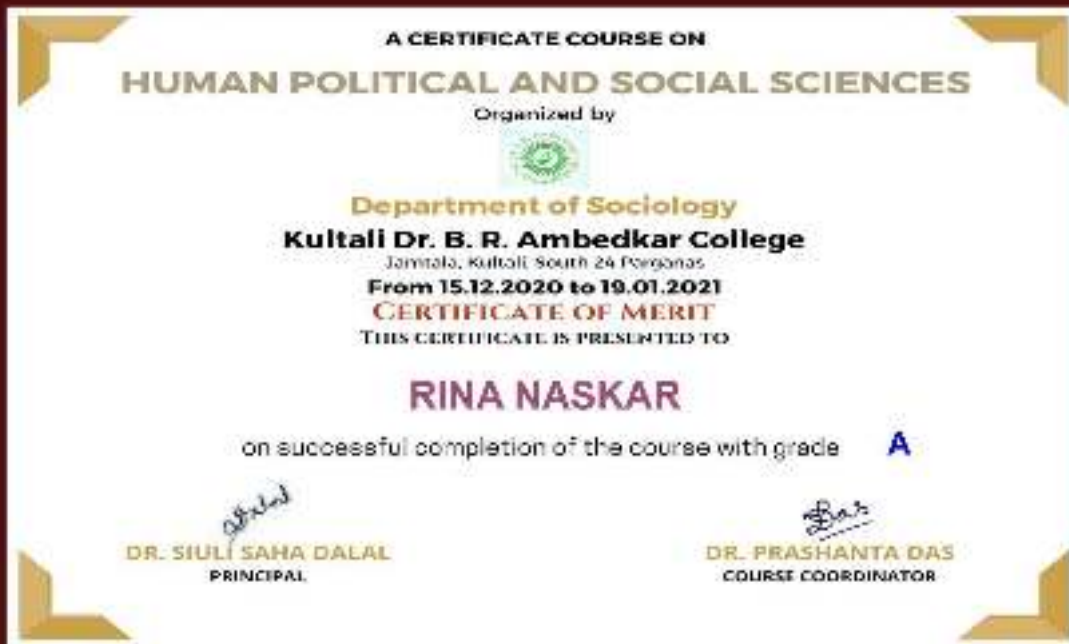 A CERTIFICATE COURSE ON
HUMAN POLITICAL AND SOCIAL SCIENCES
Organized by
Department of Sociology
Kultali Dr. B. R. Ambedkar College
Jamtala, Kultali, South 24 Parganas
From 15.12.2020 to 19.01.2021
CERTIFICATE OF MERIT
THIS CERTIFICATE IS PRESENTED TO
RINA NASKAR
on successful completion of the course with grade A
DR. SIULI SAHA DALAL
PRINCIPAL
Das
DR. PRASHANTA DAS
COURSE COORDINATOR